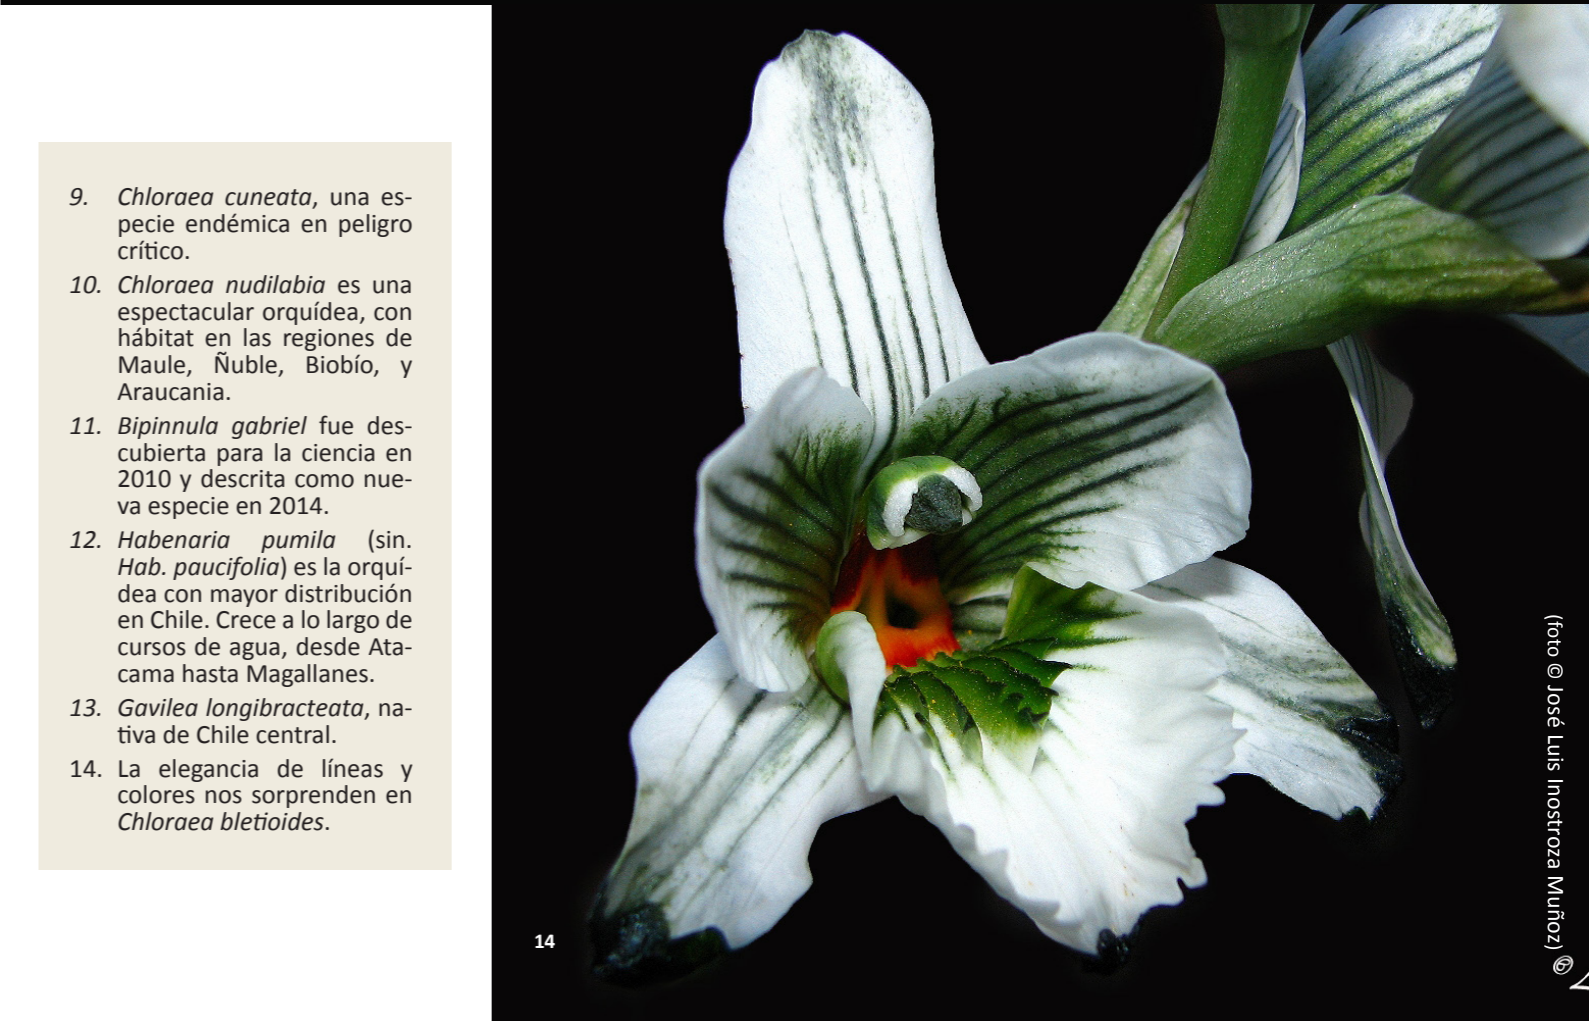 9. Chloraea cuneata, una es-
pecie endémica en peligro
crítico.
10. Chloraea nudilabia es una
espectacular orquídea, con
hábitat en las regiones de
Maule, Ñuble, Biobío, y
Araucania.
11. Bipinnula gabriel fue des-
cubierta para la ciencia en
2010 y descrita como nue-
va especie en 2014.
12. Habenaria pumila (sin.
Hab. paucifolia) es la orquí-
dea con mayor distribución
en Chile. Crece a lo largo de
cursos de agua, desde Ata-
cama hasta Magallanes.
13. Gavilea longibracteata, na-
tiva de Chile central.
14. La elegancia de líneas y
colores nos sorprenden en
Chloraea bletioides.
14
(foto © José Luis Inostroza Muñoz)